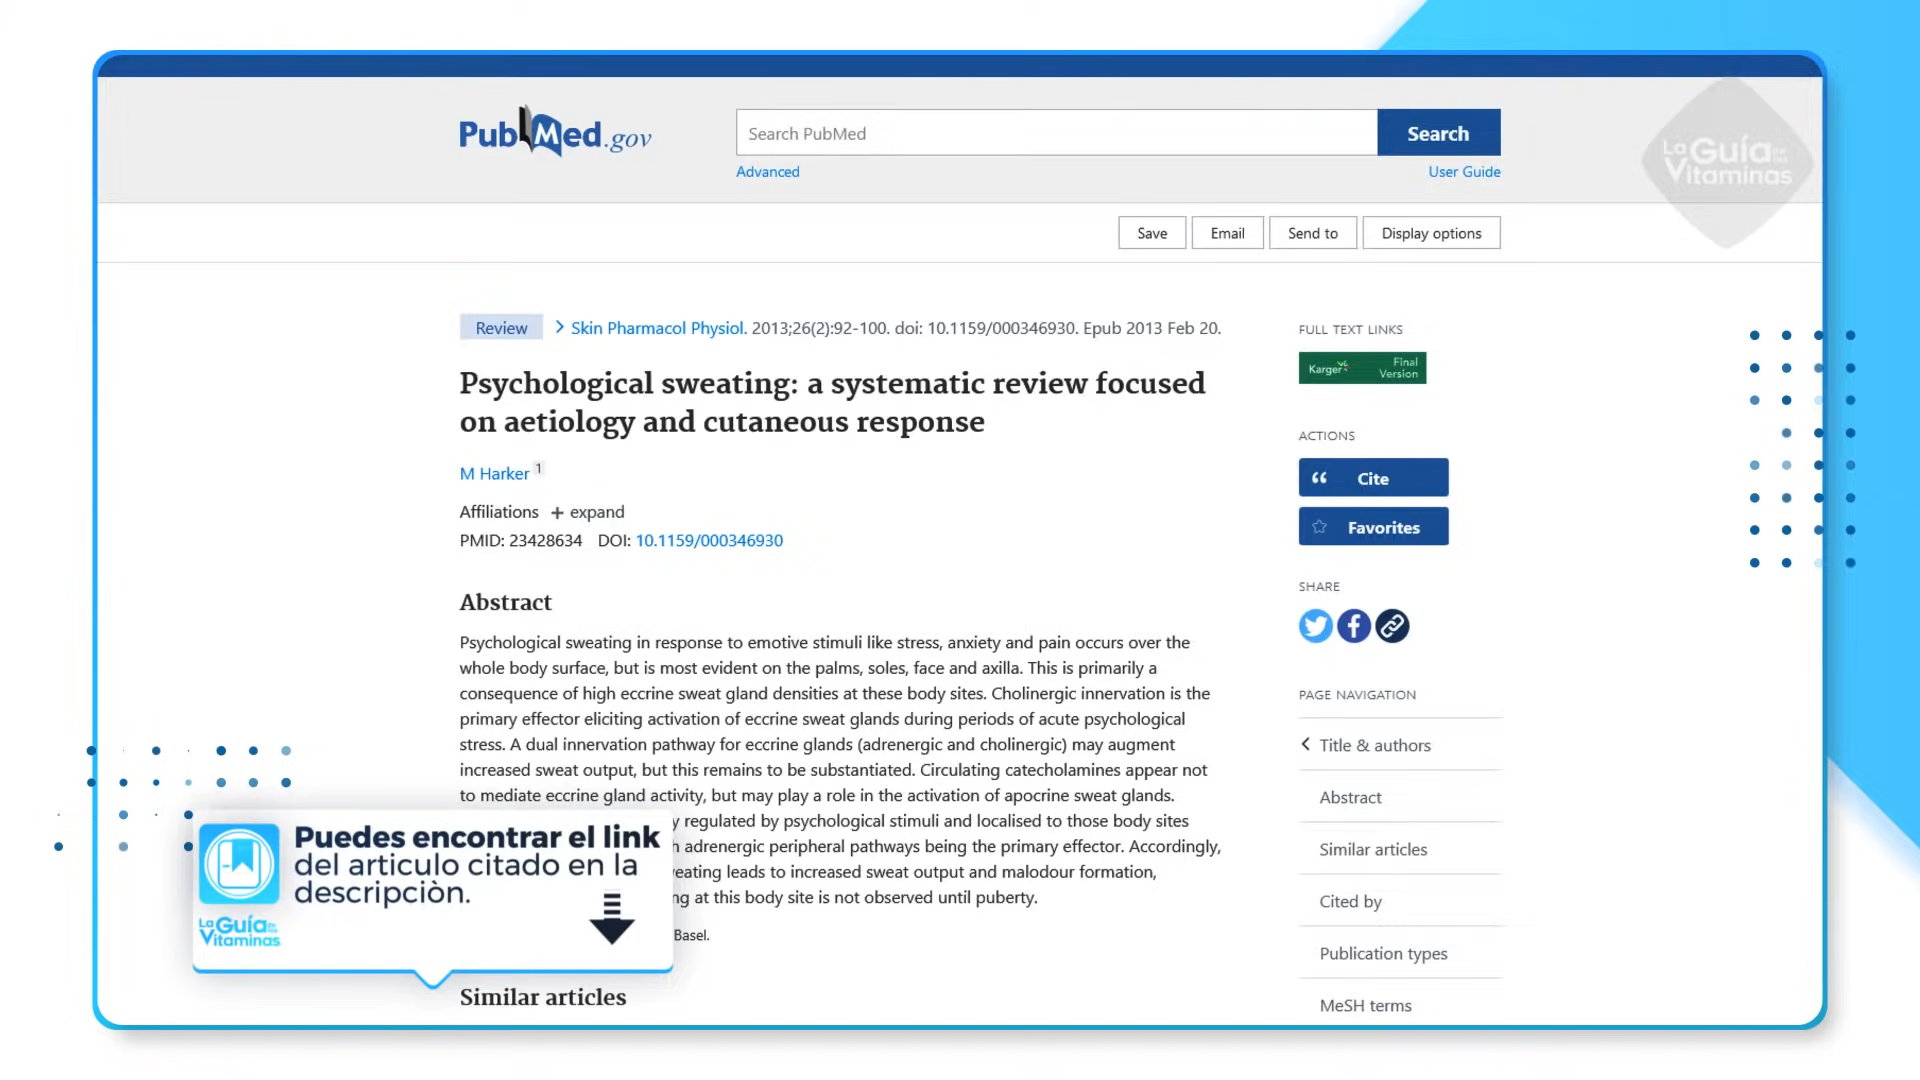 PubMed.gov
Search PubMed
Search
Advanced
User Guide
La Guía de las Vitaminas
Save
Email
Send to
Display options
Review
Skin Pharmacol Physiol. 2013;26(2):92-100. doi: 10.1159/000346930. Epub 2013 Feb 20.
Psychological sweating: a systematic review focused
on aetiology and cutaneous response
M Harker 1
Affiliations + expand
PMID: 23428634 DOI: 10.1159/000346930
Abstract
Psychological sweating in response to emotive stimuli like stress, anxiety and pain occurs over the
whole body surface, but is most evident on the palms, soles, face and axilla. This is primarily a
consequence of high eccrine sweat gland densities at these body sites. Cholinergic innervation is the
primary effector eliciting activation of eccrine sweat glands during periods of acute psychological
stress. A dual innervation pathway for eccrine glands (adrenergic and cholinergic) may augment
increased sweat output, but this remains to be substantiated. Circulating catecholamines appear not
to mediate eccrine gland activity, but may play a role in the activation of apocrine sweat glands.
y regulated by psychological stimuli and localised to those body sites
h adrenergic peripheral pathways being the primary effector. Accordingly,
eating leads to increased sweat output and malodour formation,
ng at this body site is not observed until puberty.
Basel.
Similar articles
FULL TEXT LINKS
Karger
Final
Version
ACTIONS
Cite
Favorites
SHARE
PAGE NAVIGATION
Title & authors
Abstract
Similar articles
Cited by
Publication types
MeSH terms
Puedes encontrar el link
del articulo citado en la
descripciòn.
La Guía de las
Vitaminas